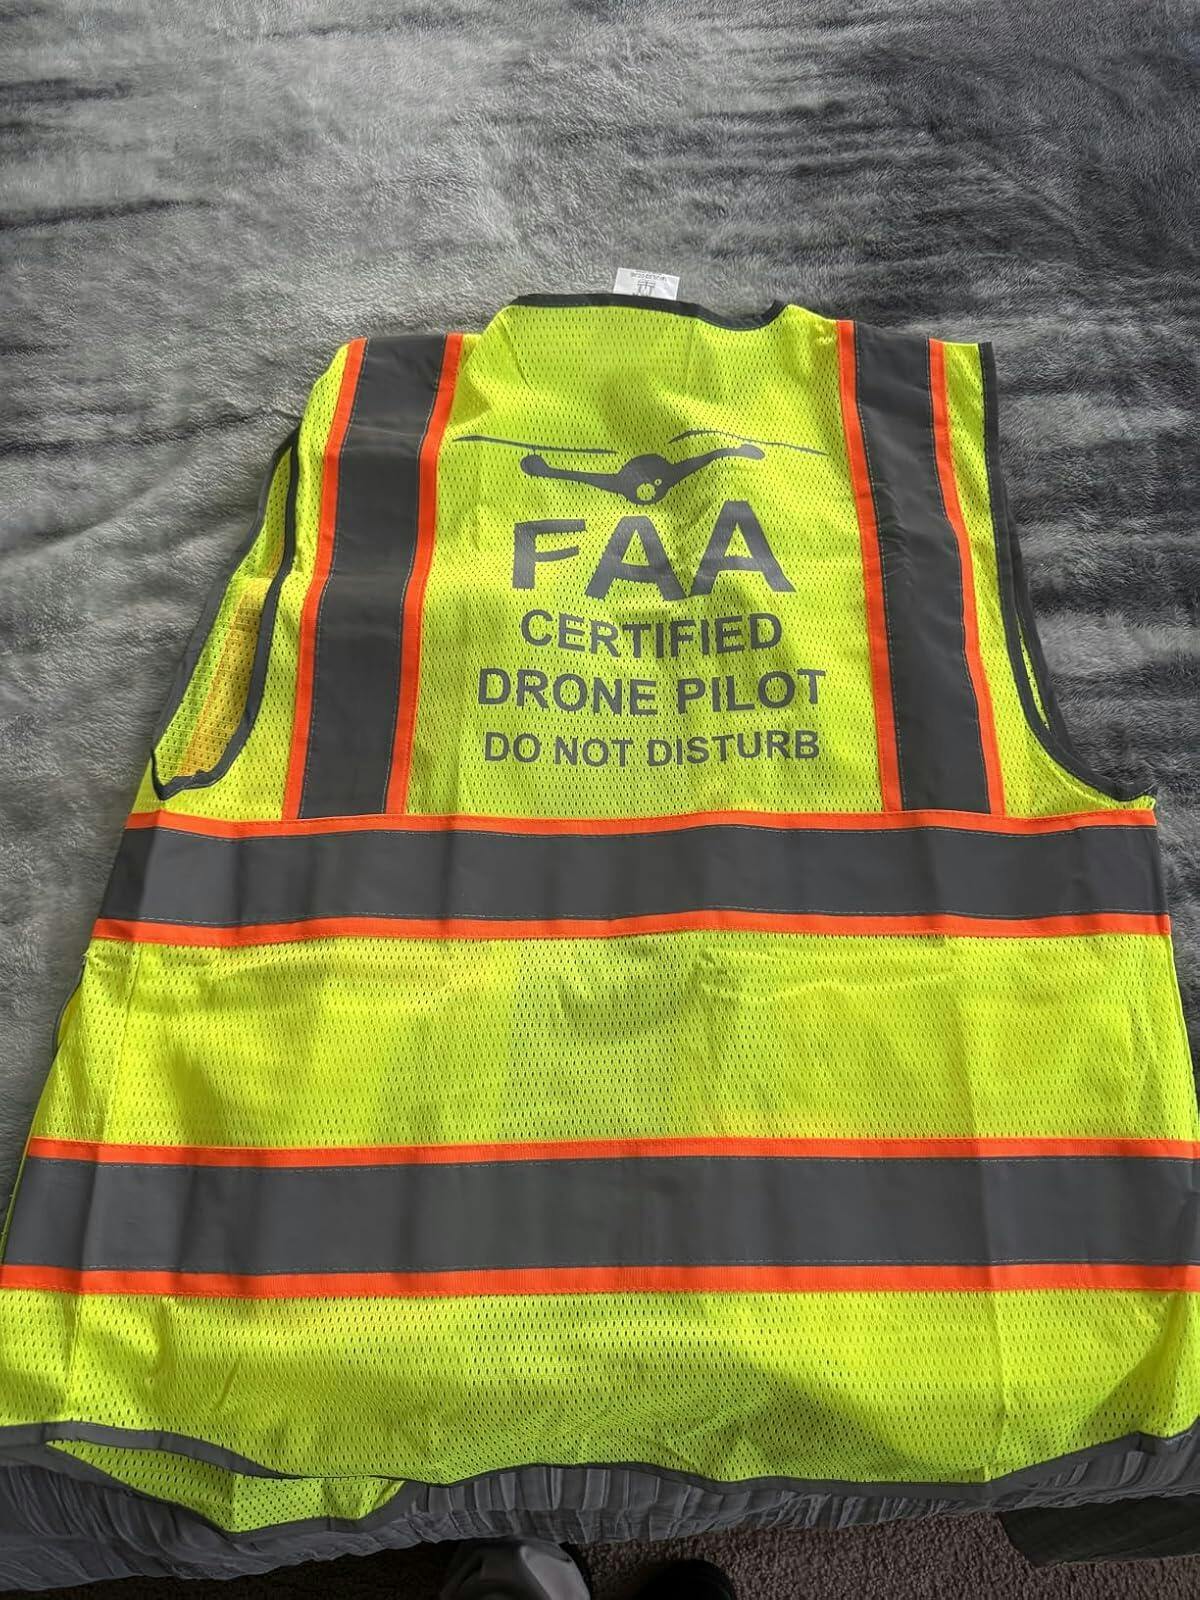 FAA
CERTIFIED
DRONE PILOT
DO NOT DISTURB